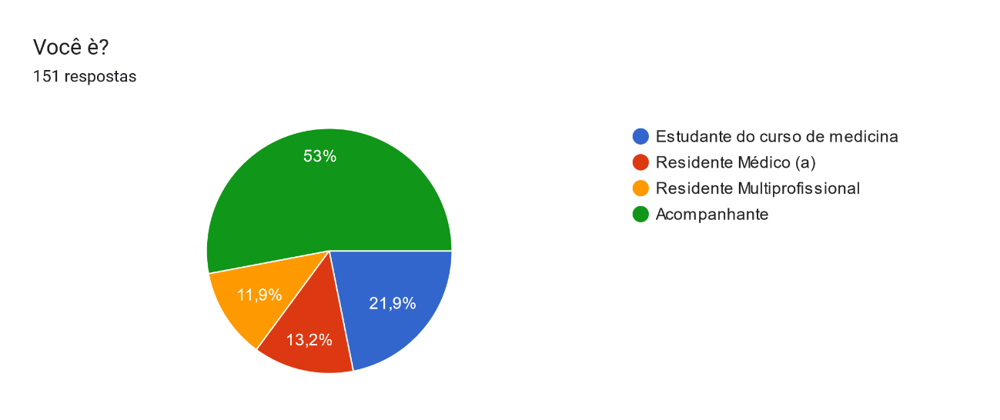 Você è?
151 respostas
53%
11,9%
13,2%
21,9%
Estudante do curso de medicina
Residente Médico (a)
Residente Multiprofissional
Acompanhante